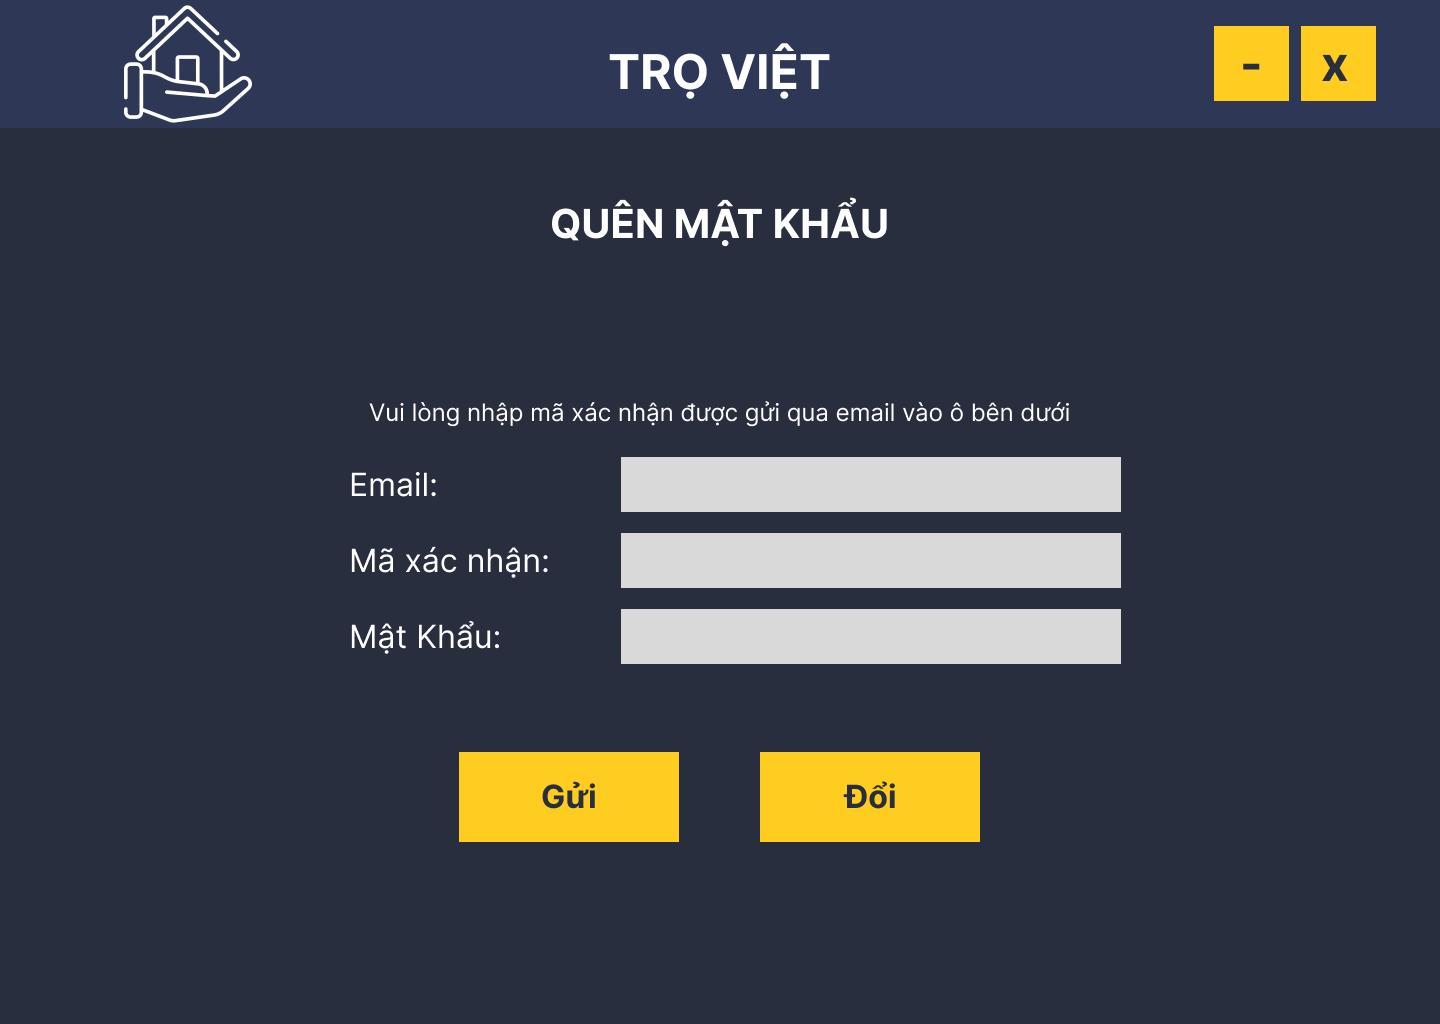 TRỌ VIỆT
-
x
QUÊN MẬT KHẨU
Vui lòng nhập mã xác nhận được gửi qua email vào ô bên dưới
Email:
Mã xác nhận:
Mật Khẩu:
Gửi
Đổi